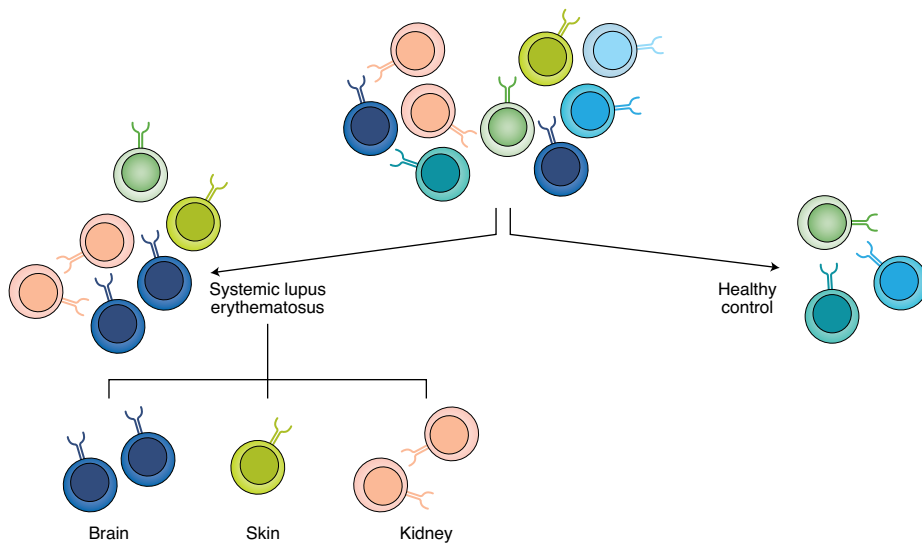 Systemic lupus
erythematosus
Healthy
control
Brain
Skin
Kidney